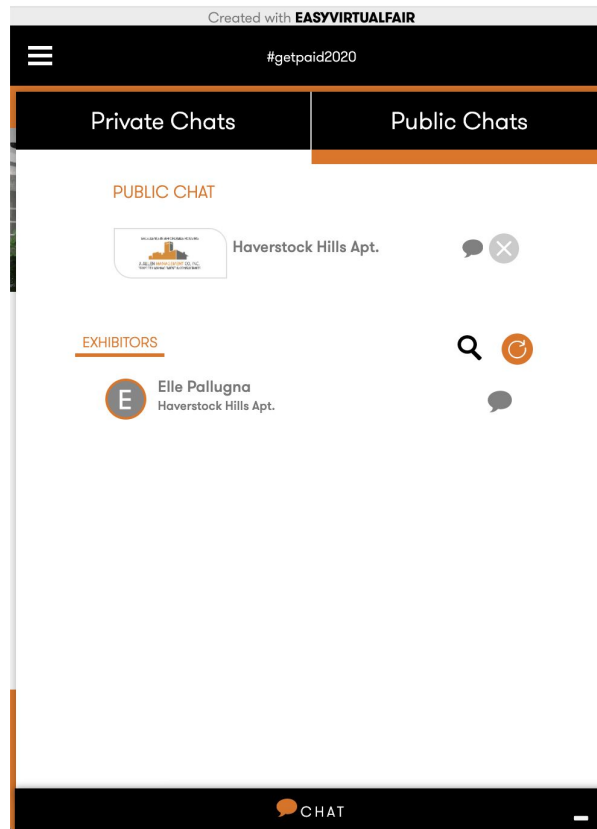 Created with EASYVIRTUALFAIR
#getpaid2020
Private Chats
Public Chats
PUBLIC CHAT
Haverstock Hills Apt.
EXHIBITORS
E
Elle Pallugna
Haverstock Hills Apt.
CHAT